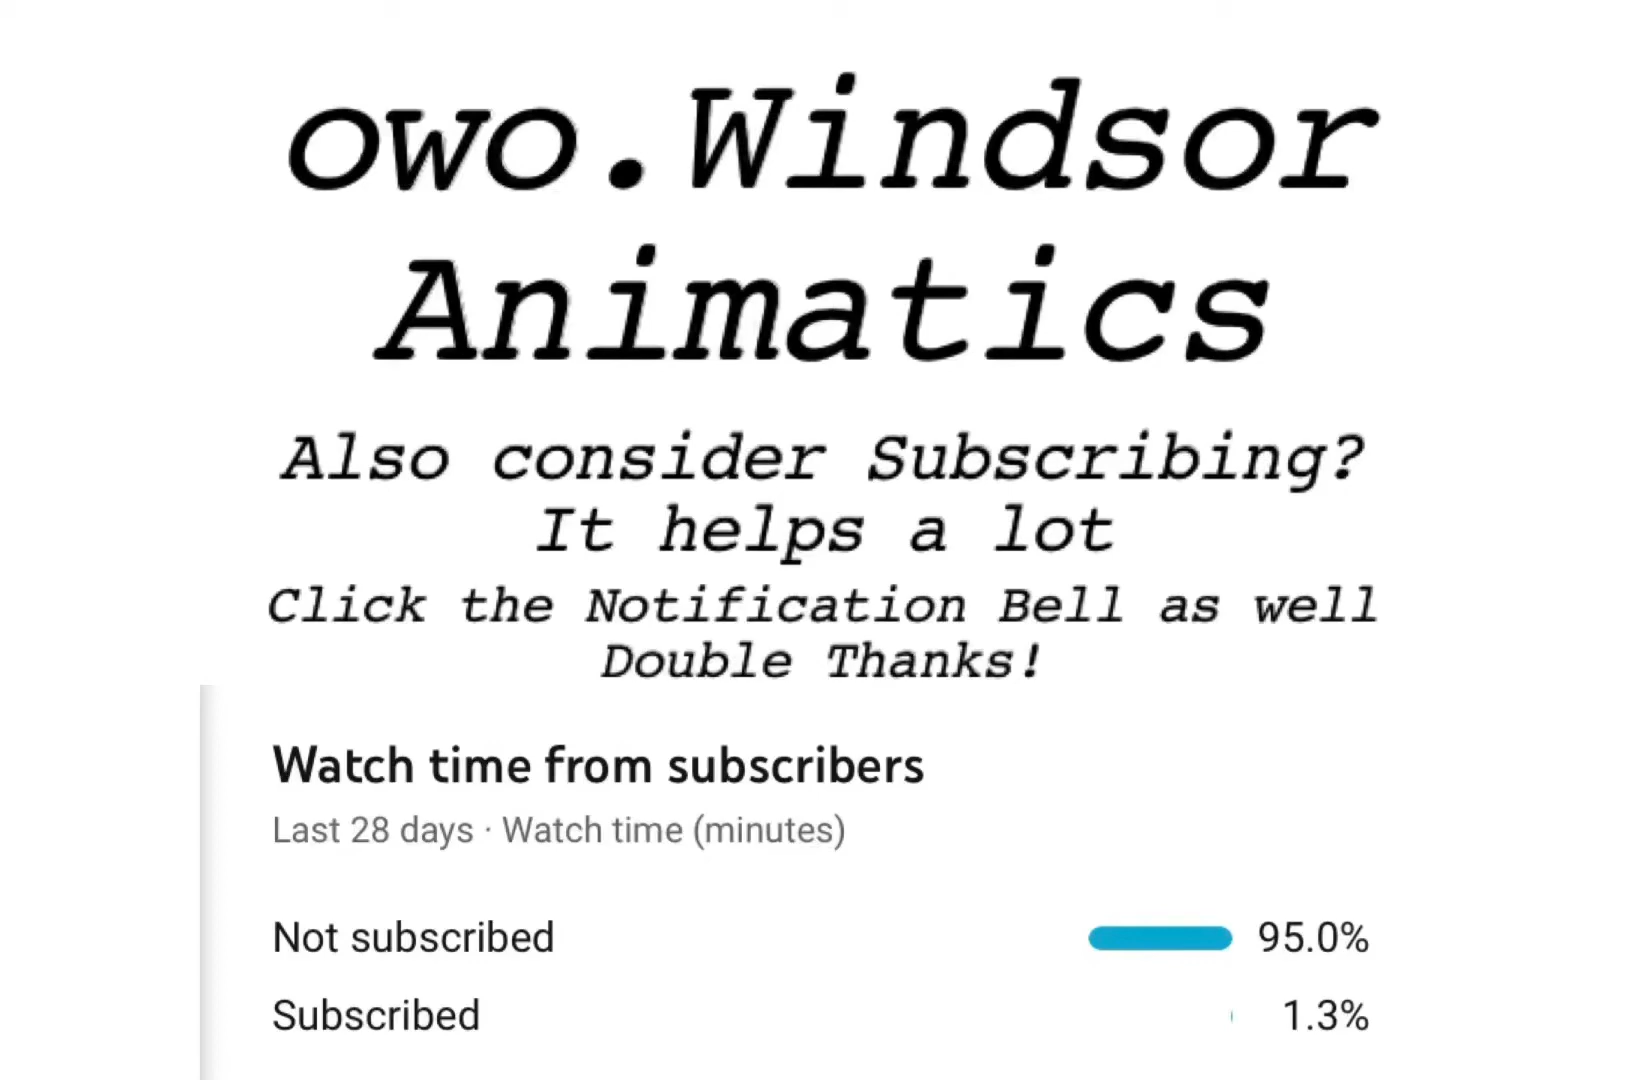 owo.Windsor
Animatics
Also consider Subscribing?
It helps a lot
Click the Notification Bell as well
Double Thanks!
Watch time from subscribers
Last 28 days · Watch time (minutes)
Not subscribed 95.0%
Subscribed 1.3%